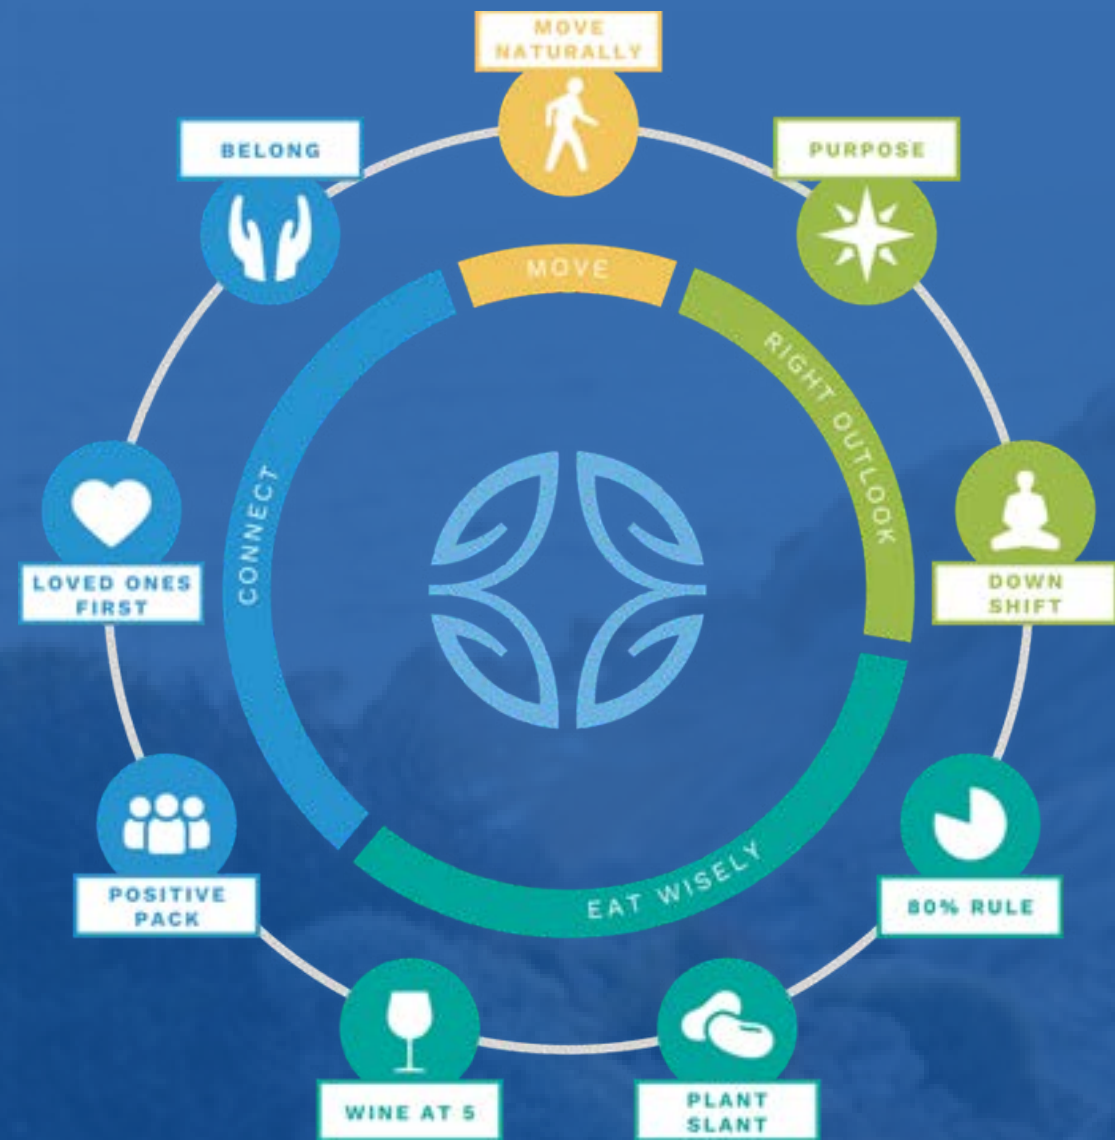 MOVE
NATURALLY
BELONG
PURPOSE
MOVE
RIGHT OUTLOOK
CONNECT
LOVED ONES
FIRST
DOWN
SHIFT
EAT WISELY
POSITIVE
PACK
80% RULE
WINE AT 5
PLANT
SLANT